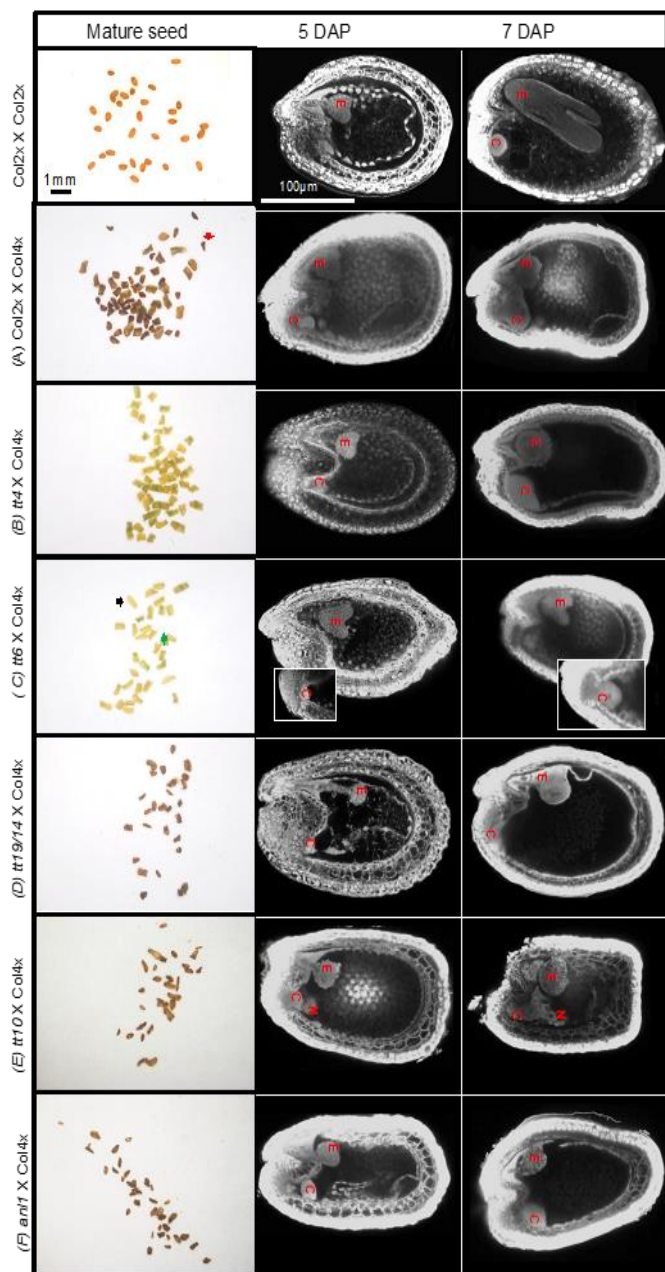 Mature seed 5 DAP 7 DAP
Col2x X Col2x
1mm
100µm
E
E
C
(A) Col2x X Col4x
E
C
E
C
(B) tt4 X Col4x
E
C
E
C
(C) tt6 X Col4x
E
C
E
C
(D) tt19/14 X Col4x
E
C
E
C
(E) tt10 X Col4x
E
C
N
E
C
N
(F) anl1 X Col4x
E
C
E
C